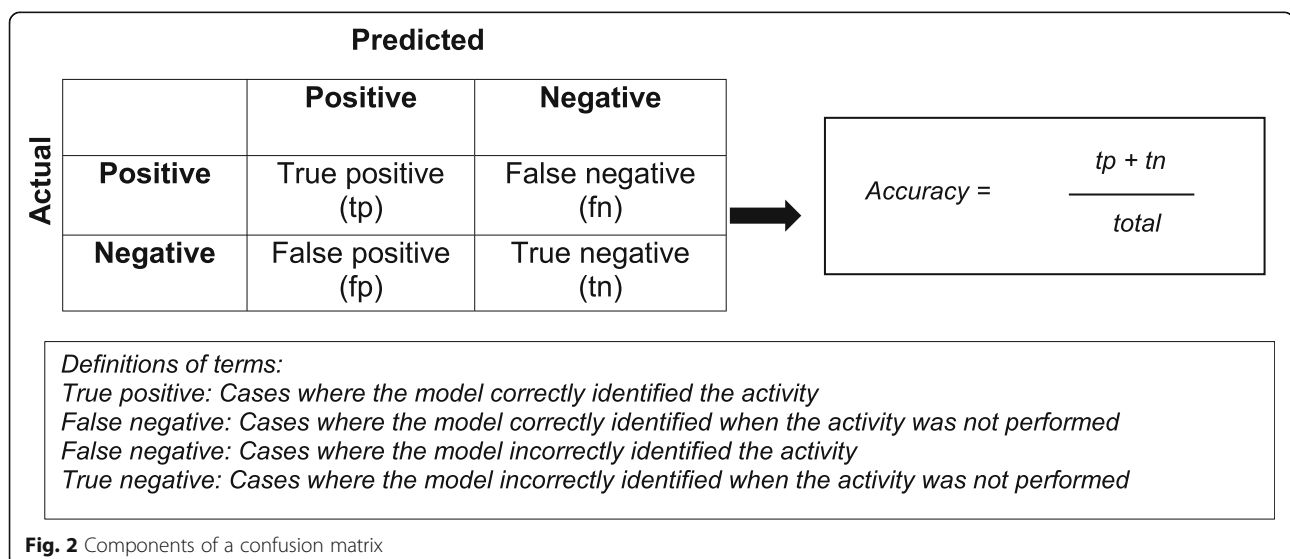 Predicted
Actual
Positive Negative
Positive True positive (tp) False negative (fn)
Negative False positive (fp) True negative (tn)
Accuracy = tp + tn
total
Definitions of terms:
True positive: Cases where the model correctly identified the activity
False negative: Cases where the model correctly identified when the activity was not performed
False negative: Cases where the model incorrectly identified the activity
True negative: Cases where the model incorrectly identified when the activity was not performed
Fig. 2 Components of a confusion matrix